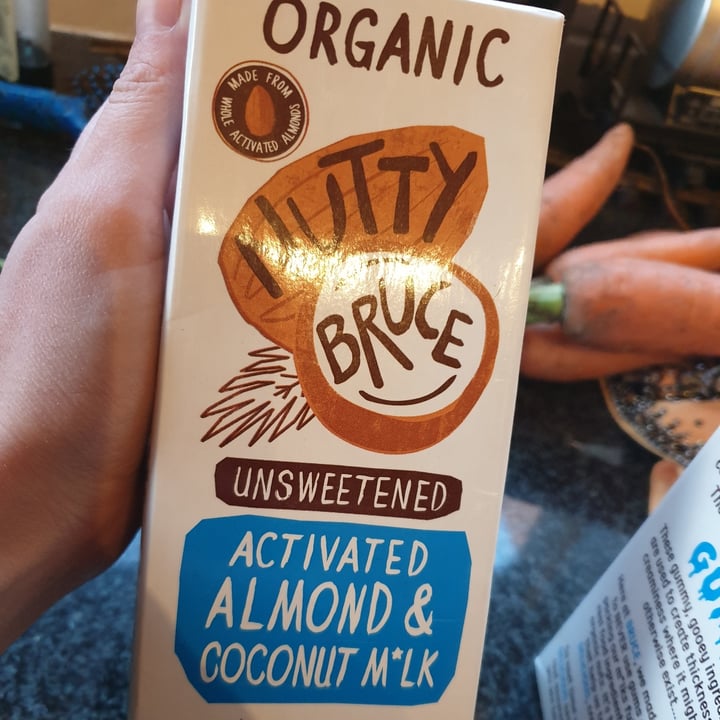 ORGANIC
MADE FROM
WHOLE ACTIVATED ALMONDS
NUTTY
BRUCE
UNSWEETENED
ACTIVATED
ALMOND &
COCONUT M*LK
These gummy, gooey
are used to create thickness
creaminess where it might
otherwise exist...